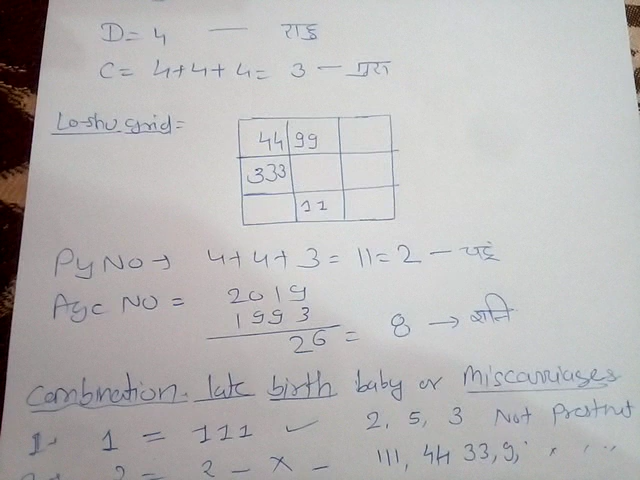 D = 4 — राहु
C = 4+4+4 = 3 —
Lo-shu grid =
44 99
333
11
PY NO → 4+4+3 = 11 = 2 — चंद्र
Age NO = 2019
1993
26 = 8 → शनि
Combination. late birth baby or Miscarriages
1. 1 = 111 ✓ 2, 5, 3 Not
2 = 2 — × — 111, 44 33, 9,